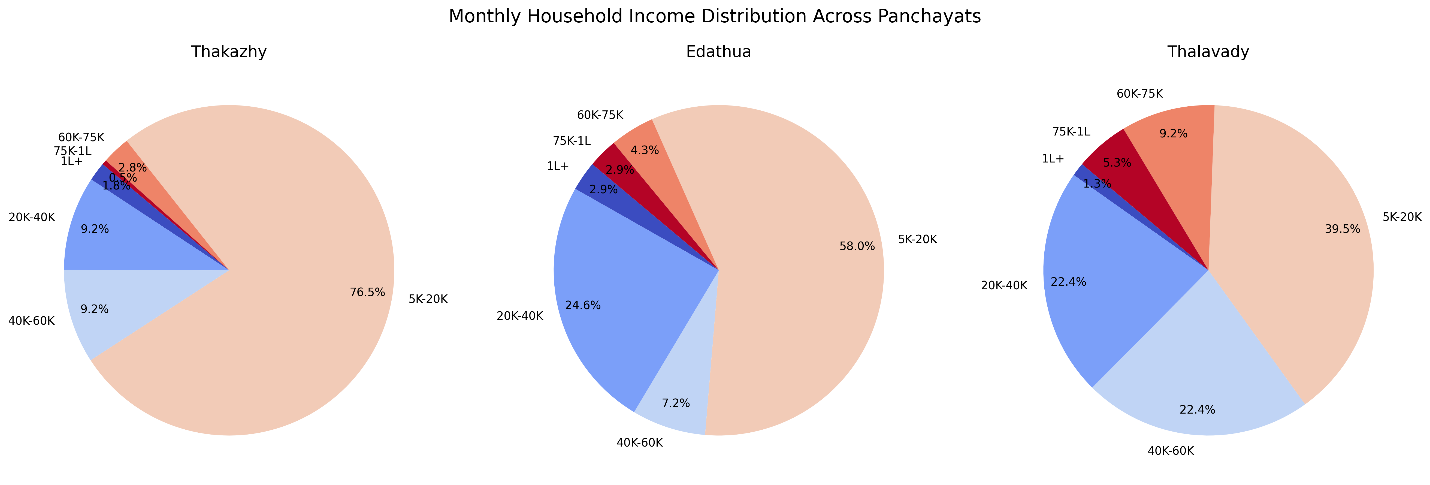 Monthly Household Income Distribution Across Panchayats
Thakazhy
60K-75K
75K-1L
1L+
2.8%
0.5%
1.8%
20K-40K
9.2%
40K-60K
9.2%
76.5%
5K-20K
Edathua
60K-75K
75K-1L
1L+
4.3%
2.9%
2.9%
20K-40K
24.6%
40K-60K
7.2%
58.0%
5K-20K
Thalavady
60K-75K
75K-1L
1L+
9.2%
5.3%
1.3%
20K-40K
22.4%
40K-60K
22.4%
39.5%
5K-20K